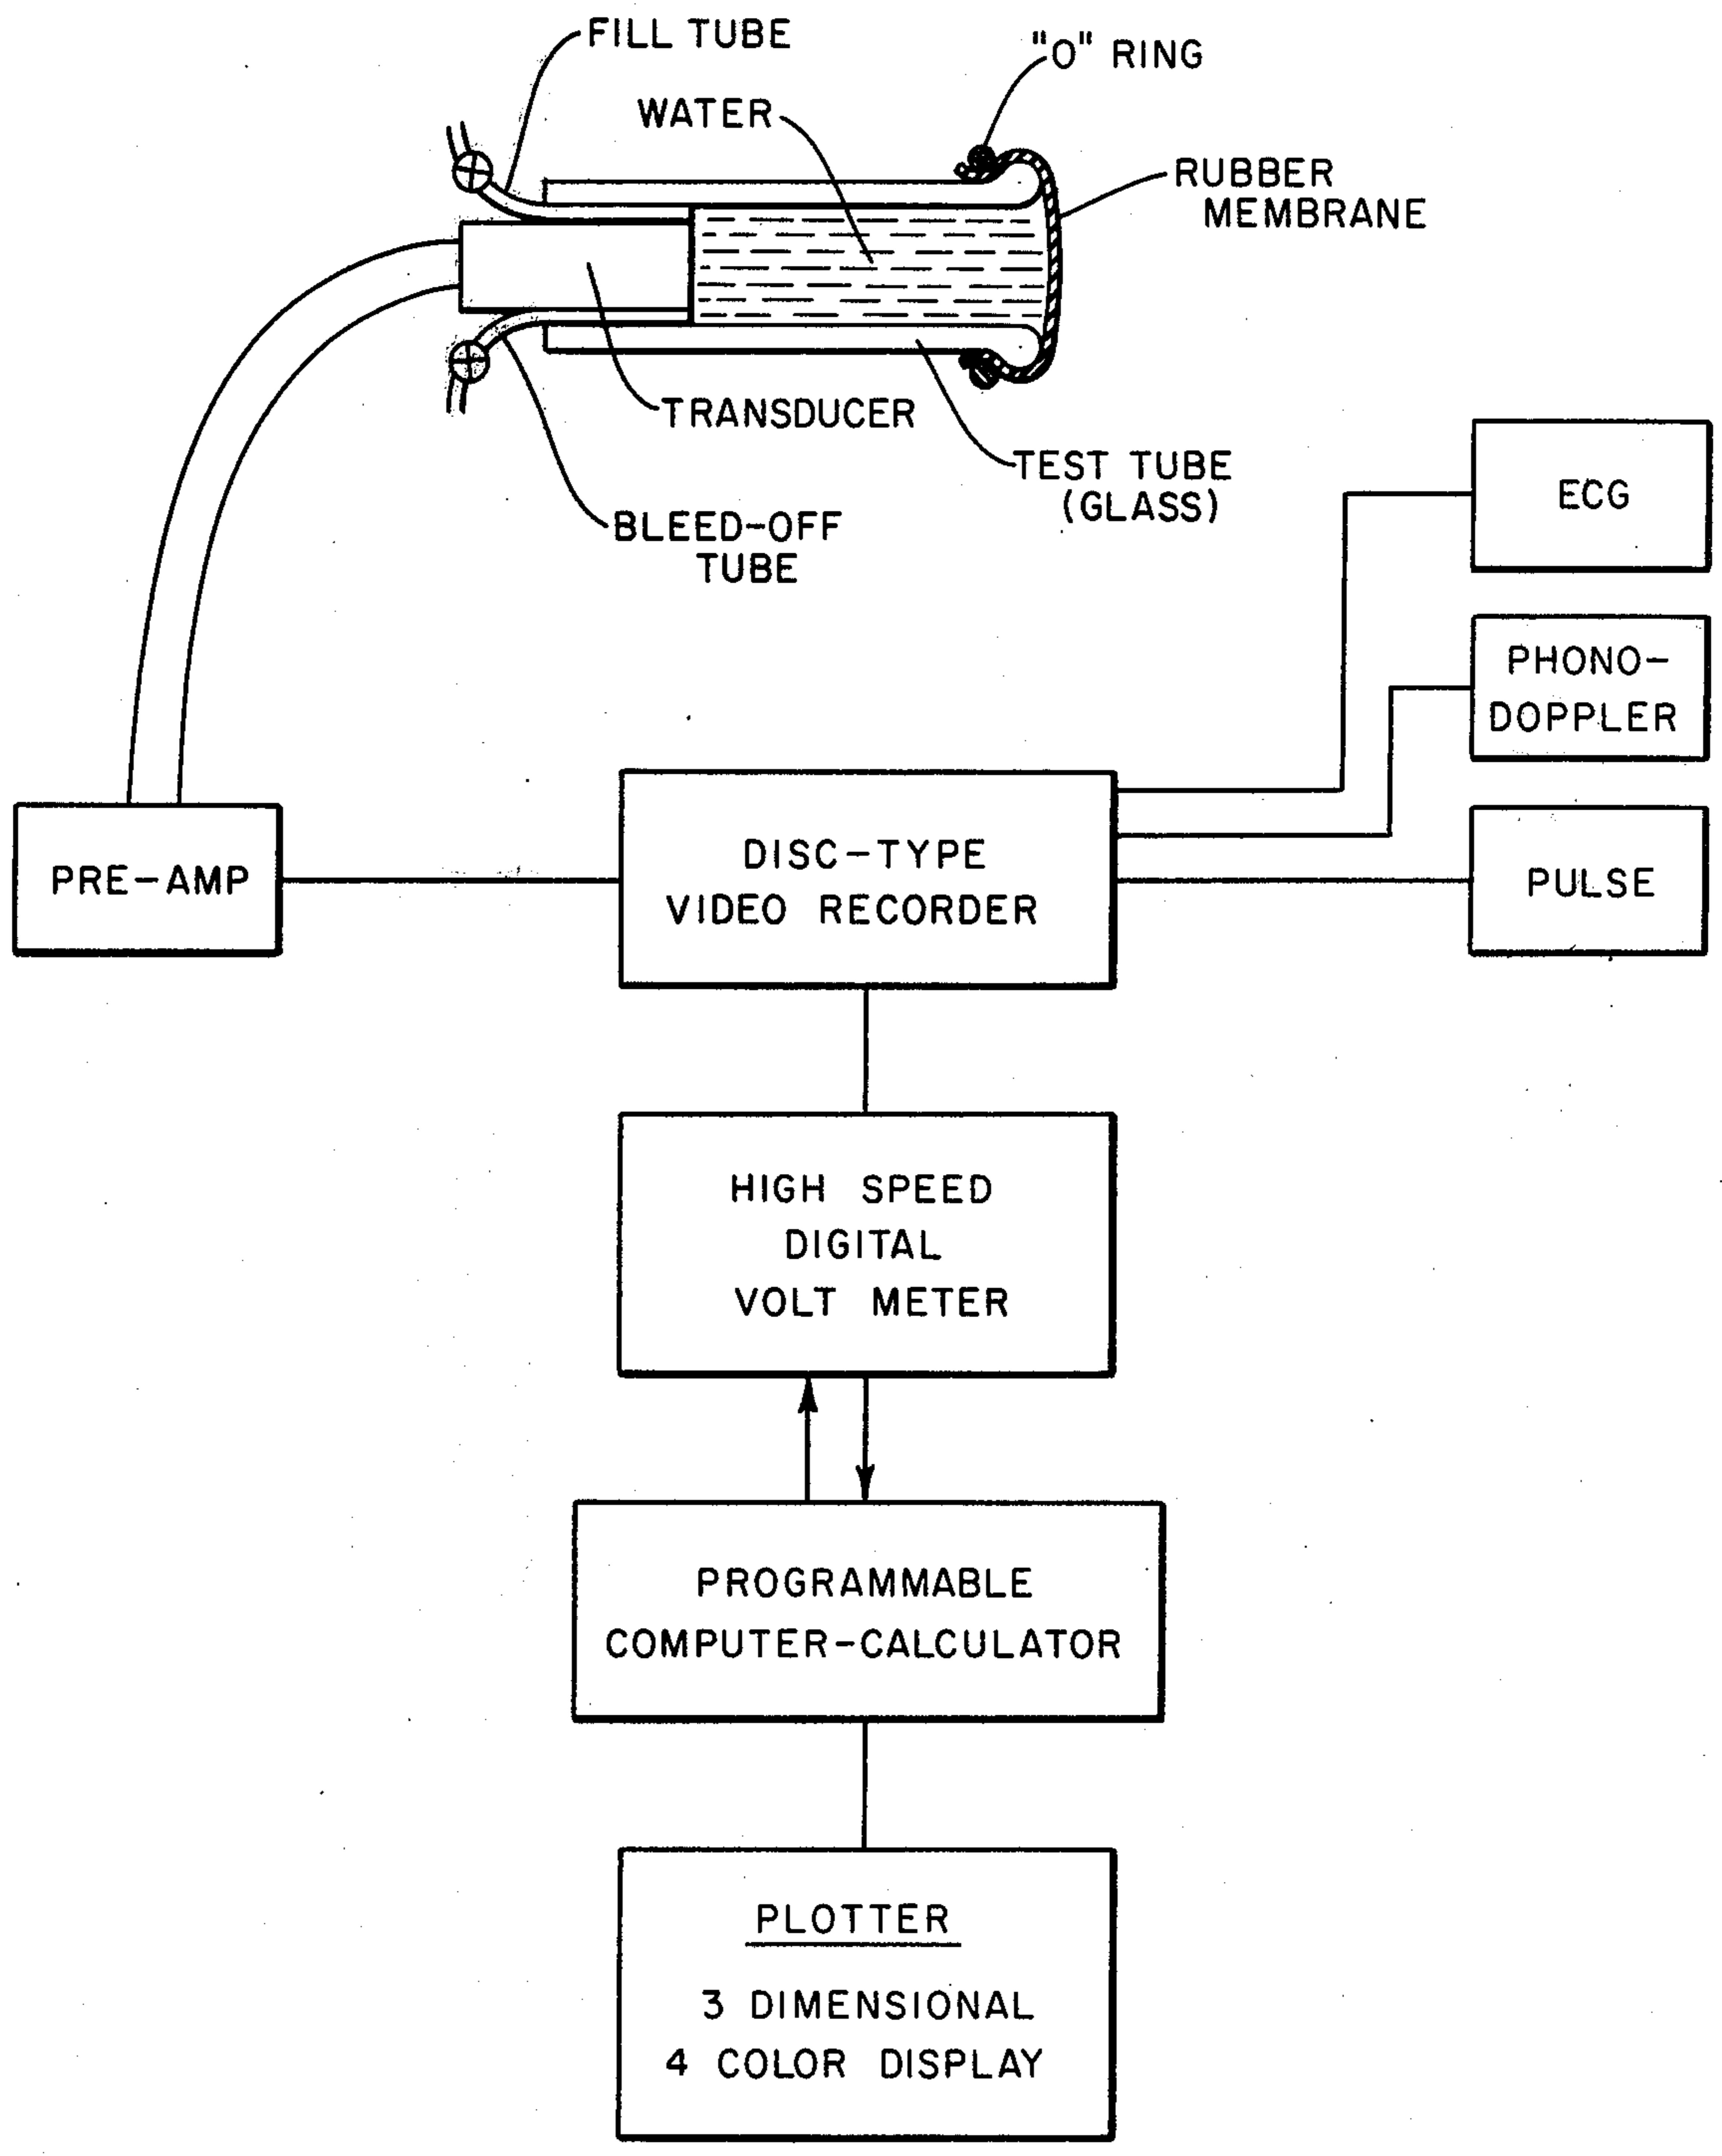 FILL TUBE
"O" RING
WATER
RUBBER
MEMBRANE
TRANSDUCER
TEST TUBE
(GLASS)
BLEED-OFF
TUBE
ECG
PHONO-
DOPPLER
PRE-AMP
DISC-TYPE
VIDEO RECORDER
PULSE
HIGH SPEED
DIGITAL
VOLT METER
PROGRAMMABLE
COMPUTER-CALCULATOR
PLOTTER
3 DIMENSIONAL
4 COLOR DISPLAY